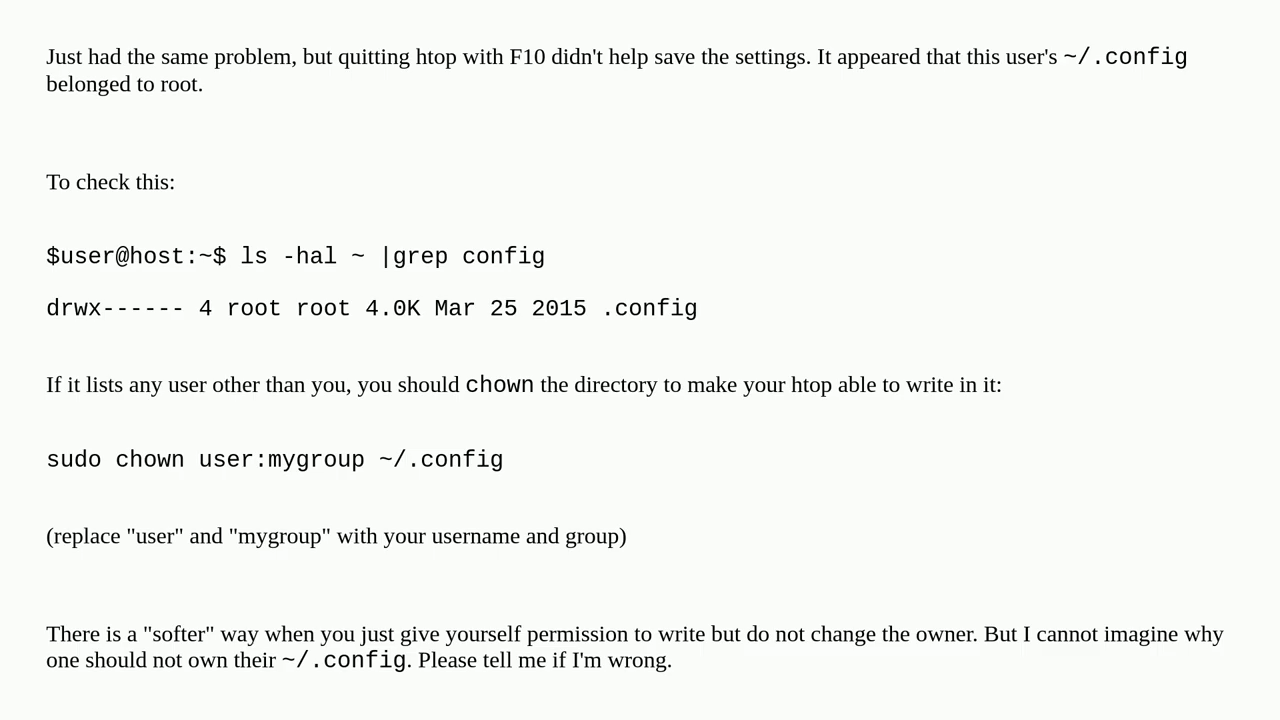 Just had the same problem, but quitting htop with F10 didn't help save the settings. It appeared that this user's ~/.config
belonged to root.
To check this:
$user@host:~$ ls -hal ~ |grep config
drwx------ 4 root root 4.0K Mar 25 2015 .config
If it lists any user other than you, you should chown the directory to make your htop able to write in it:
sudo chown user:mygroup ~/.config
(replace "user" and "mygroup" with your username and group)
There is a "softer" way when you just give yourself permission to write but do not change the owner. But I cannot imagine why
one should not own their ~/.config. Please tell me if I'm wrong.